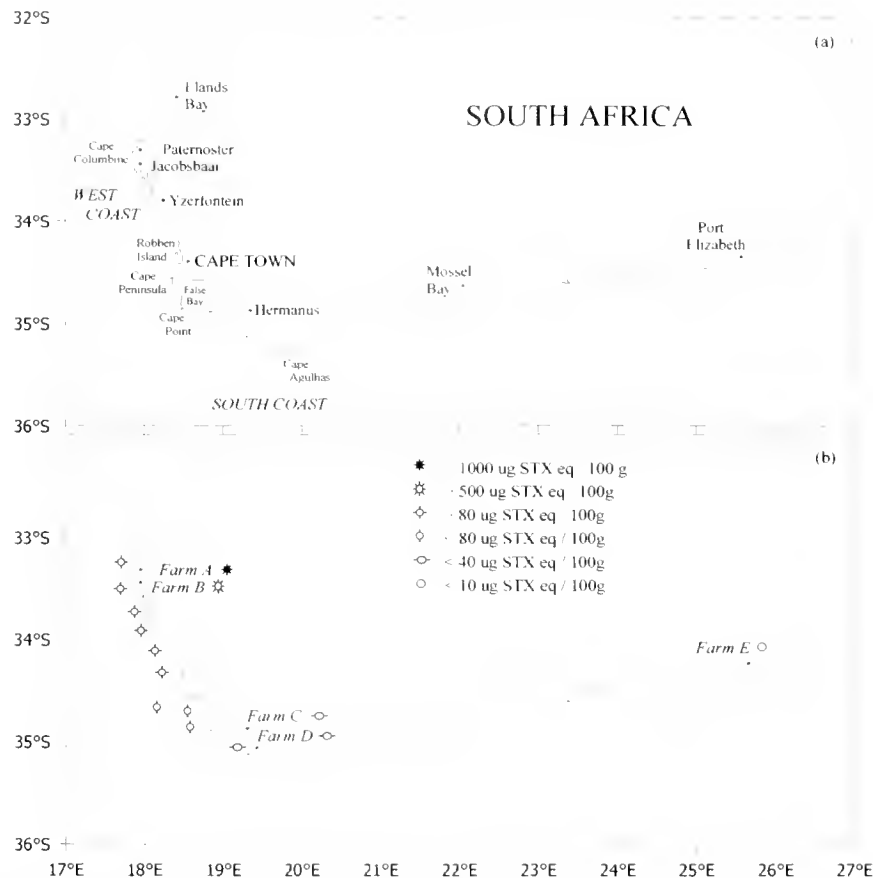 32°S
(a)
Elands
Bay
33°S
SOUTH AFRICA
Cape
Columbine
Paternoster
Jacobsbaai
WEST
COAST
Yzerfontein
34°S
Port
Elizabeth
Robben
Island
CAPE TOWN
Cape
Peninsula
False
Bay
Mossel
Bay
Hermanus
35°S
Cape
Point
Cape
Agulhas
SOUTH COAST
36°S
(b)
1000 ug STX eq 100 g
500 ug STX eq 100g
80 ug STX eq 100g
80 ug STX eq / 100g
< 40 ug STX eq / 100g
< 10 ug STX eq / 100g
33°S
Farm A
Farm B
34°S
Farm E
Farm C
Farm D
35°S
36°S
17°E 18°E 19°E 20°E 21°E 22°E 23°E 24°E 25°E 26°E 27°E